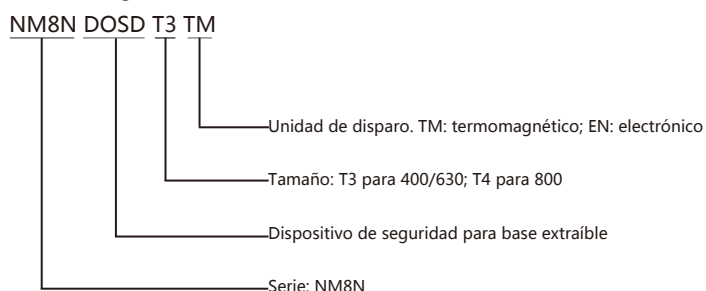 NM8N DOSD T3 TM
Unidad de disparo. TM: termomagnético; EN: electrónico
Tamaño: T3 para 400/630; T4 para 800
Dispositivo de seguridad para base extraíble
Serie: NM8N